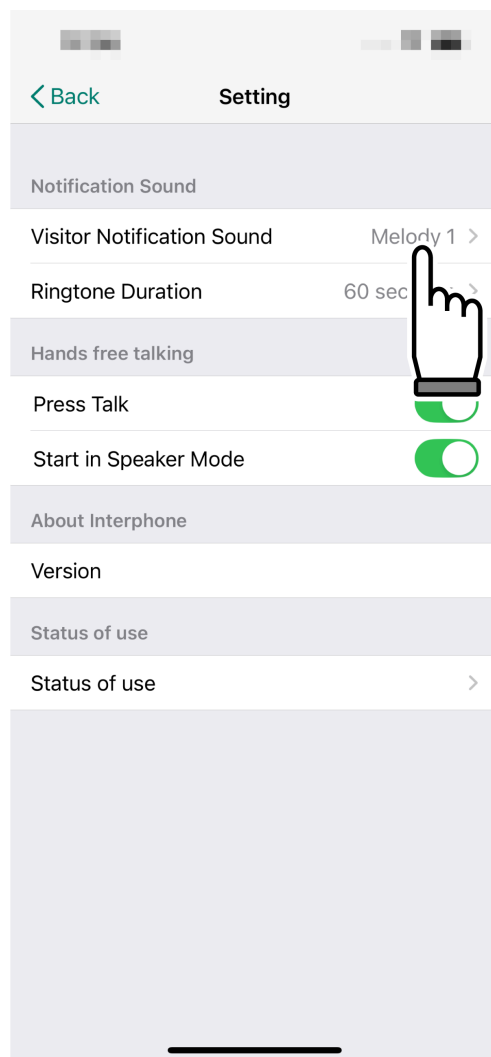 Back Setting
Notification Sound
Visitor Notification Sound Melody 1
Ringtone Duration 60
Hands free talking
Press Talk
Start in Speaker Mode
About Interphone
Version
Status of use
Status of use